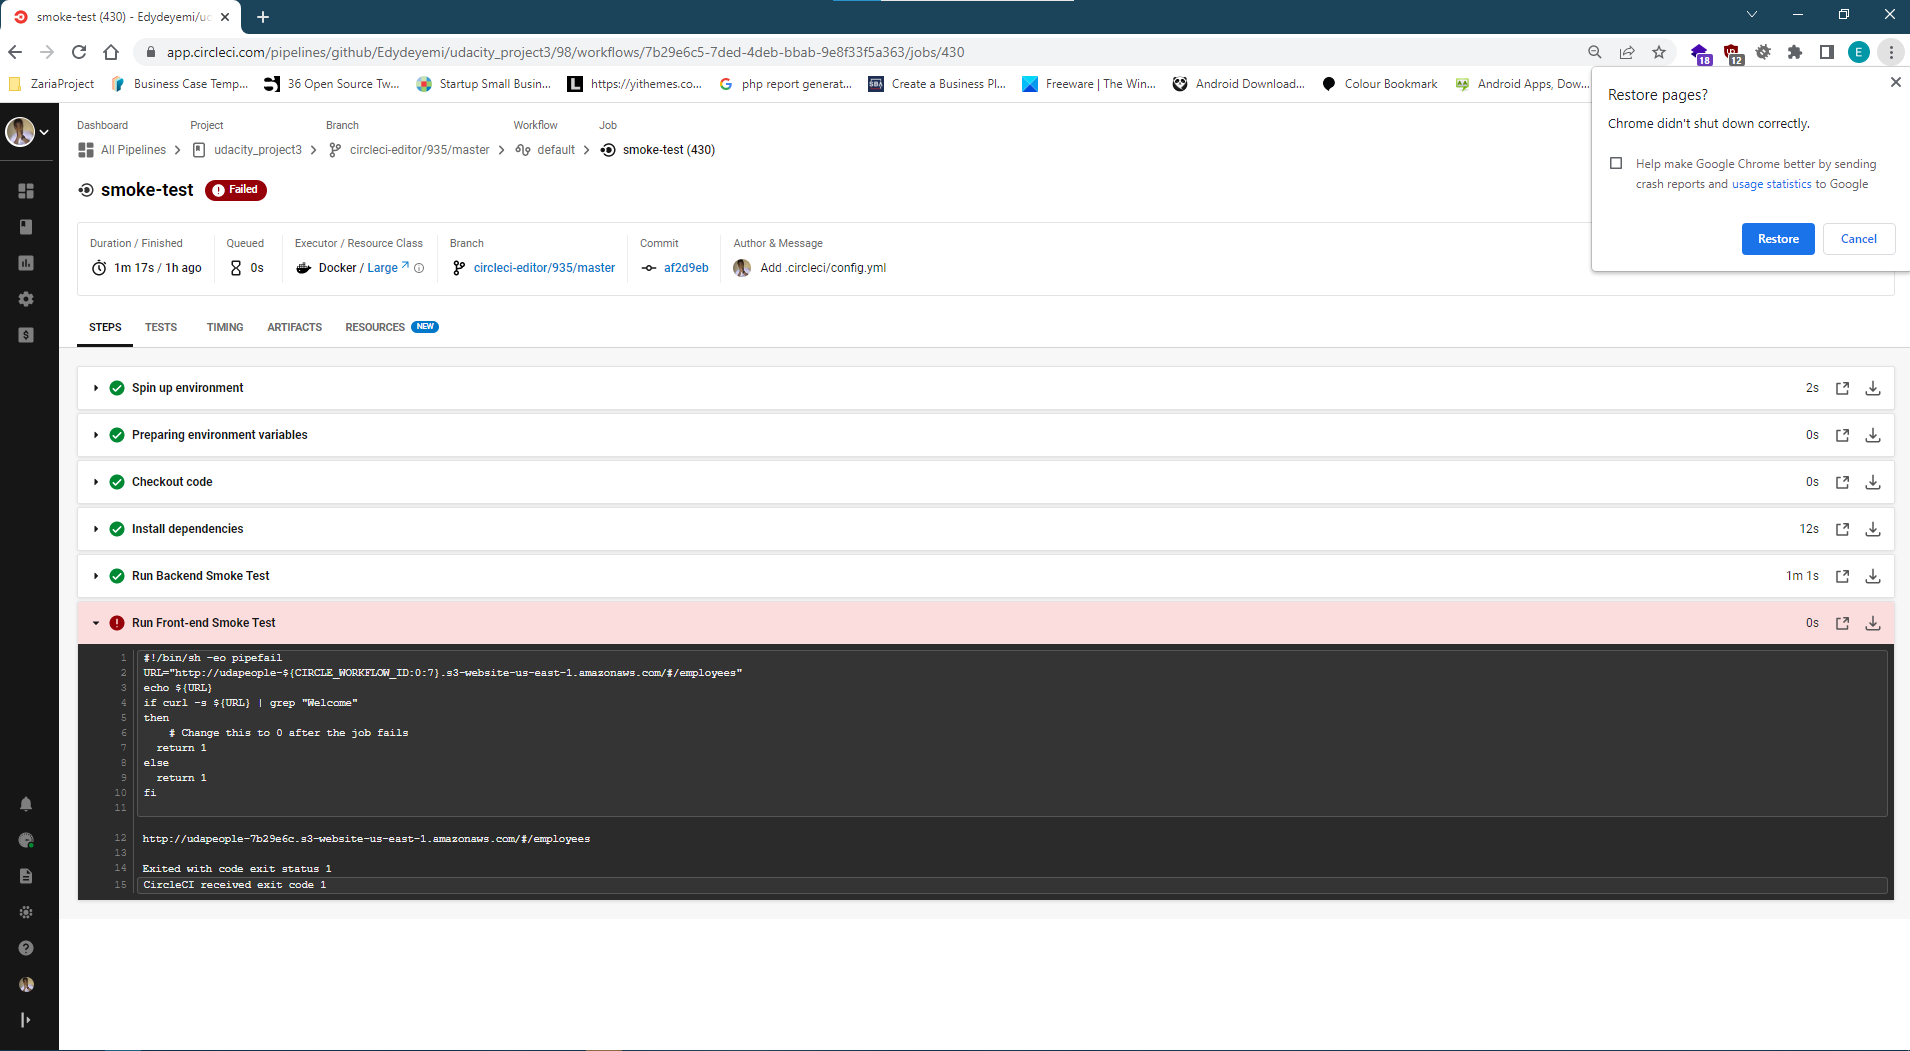 smoke-test (430) - Edydeyemi/uc
app.circleci.com/pipelines/github/Edydeyemi/udacity_project3/98/workflows/7b29e6c5-7ded-4deb-bbab-9e8f33f5a363/jobs/430
18
12
E
ZariaProject
Business Case Temp...
36 Open Source Tw...
Startup Small Busin...
https://yithemes.co...
php report generat...
SBA
Create a Business Pl...
Freeware | The Win...
Android Download...
Colour Bookmark
Android Apps, Dow...
Restore pages?
Chrome didn't shut down correctly.
Help make Google Chrome better by sending
crash reports and usage statistics to Google
Restore
Cancel
Dashboard
Project
Branch
Workflow
Job
All Pipelines
udacity_project3
circleci-editor/935/master
default
smoke-test (430)
smoke-test
Failed
Duration / Finished
Queued
Executor / Resource Class
Branch
Commit
Author & Message
1m 17s / 1h ago
0s
Docker / Large
circleci-editor/935/master
af2d9eb
Add .circleci/config.yml
STEPS
TESTS
TIMING
ARTIFACTS
RESOURCES NEW
Spin up environment 2s
Preparing environment variables 0s
Checkout code 0s
Install dependencies 12s
Run Backend Smoke Test 1m 1s
Run Front-end Smoke Test 0s
1 #!/bin/sh -eo pipefail
2 URL="http://udapeople-${CIRCLE_WORKFLOW_ID:0:7}.s3-website-us-east-1.amazonaws.com/#/employees"
3 echo ${URL}
4 if curl -s ${URL} | grep "Welcome"
5 then
6 # Change this to 0 after the job fails
7 return 1
8 else
9 return 1
10 fi
11
12 http://udapeople-7b29e6c.s3-website-us-east-1.amazonaws.com/#/employees
13
14 Exited with code exit status 1
15 CircleCI received exit code 1